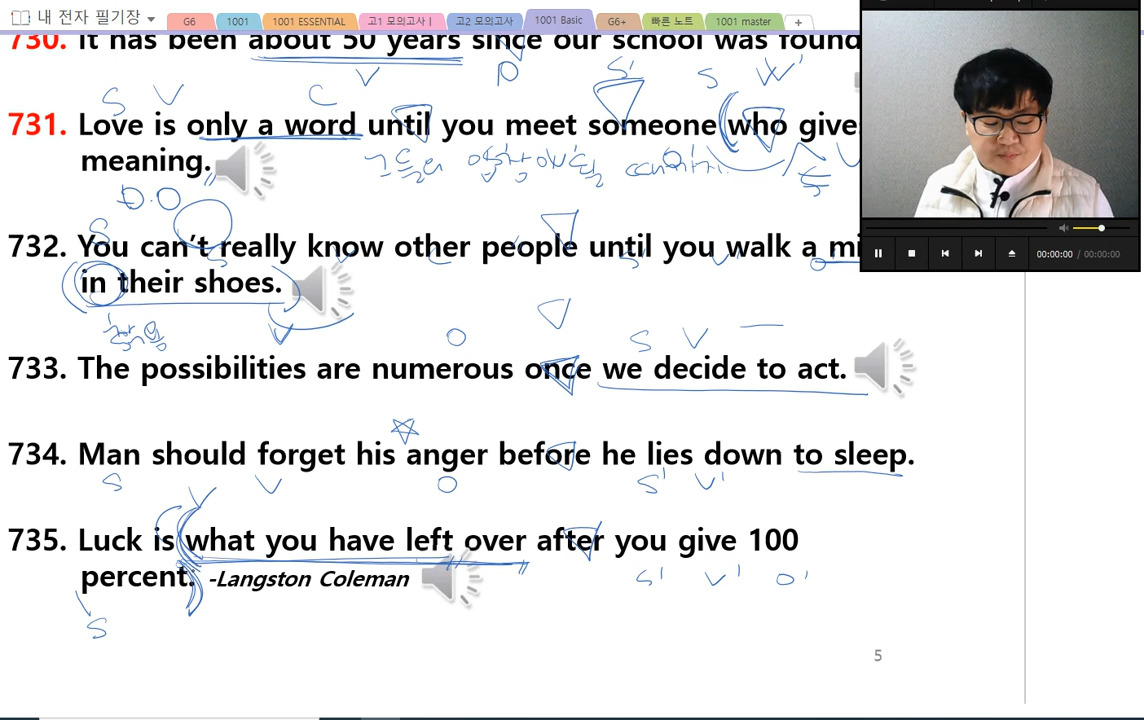 내 전자 필기장 G6 1001 1001 ESSENTIAL 고1 모의고사 I 고2 모의고사 1001 Basic G6+ 빠른 노트 1001 master +
730. It has been about 50 years since our school was found
S V C V p S' S V'
731. Love is only a word until you meet someone who give
meaning.
D.O
S
732. You can't really know other people until you walk a mi
in their shoes.
00:00:00 / 00:00:00
V O S V
733. The possibilities are numerous once we decide to act.
734. Man should forget his anger before he lies down to sleep.
S V O S' V'
735. Luck is what you have left over after you give 100
percent. -Langston Coleman
S' V' O'
S
5